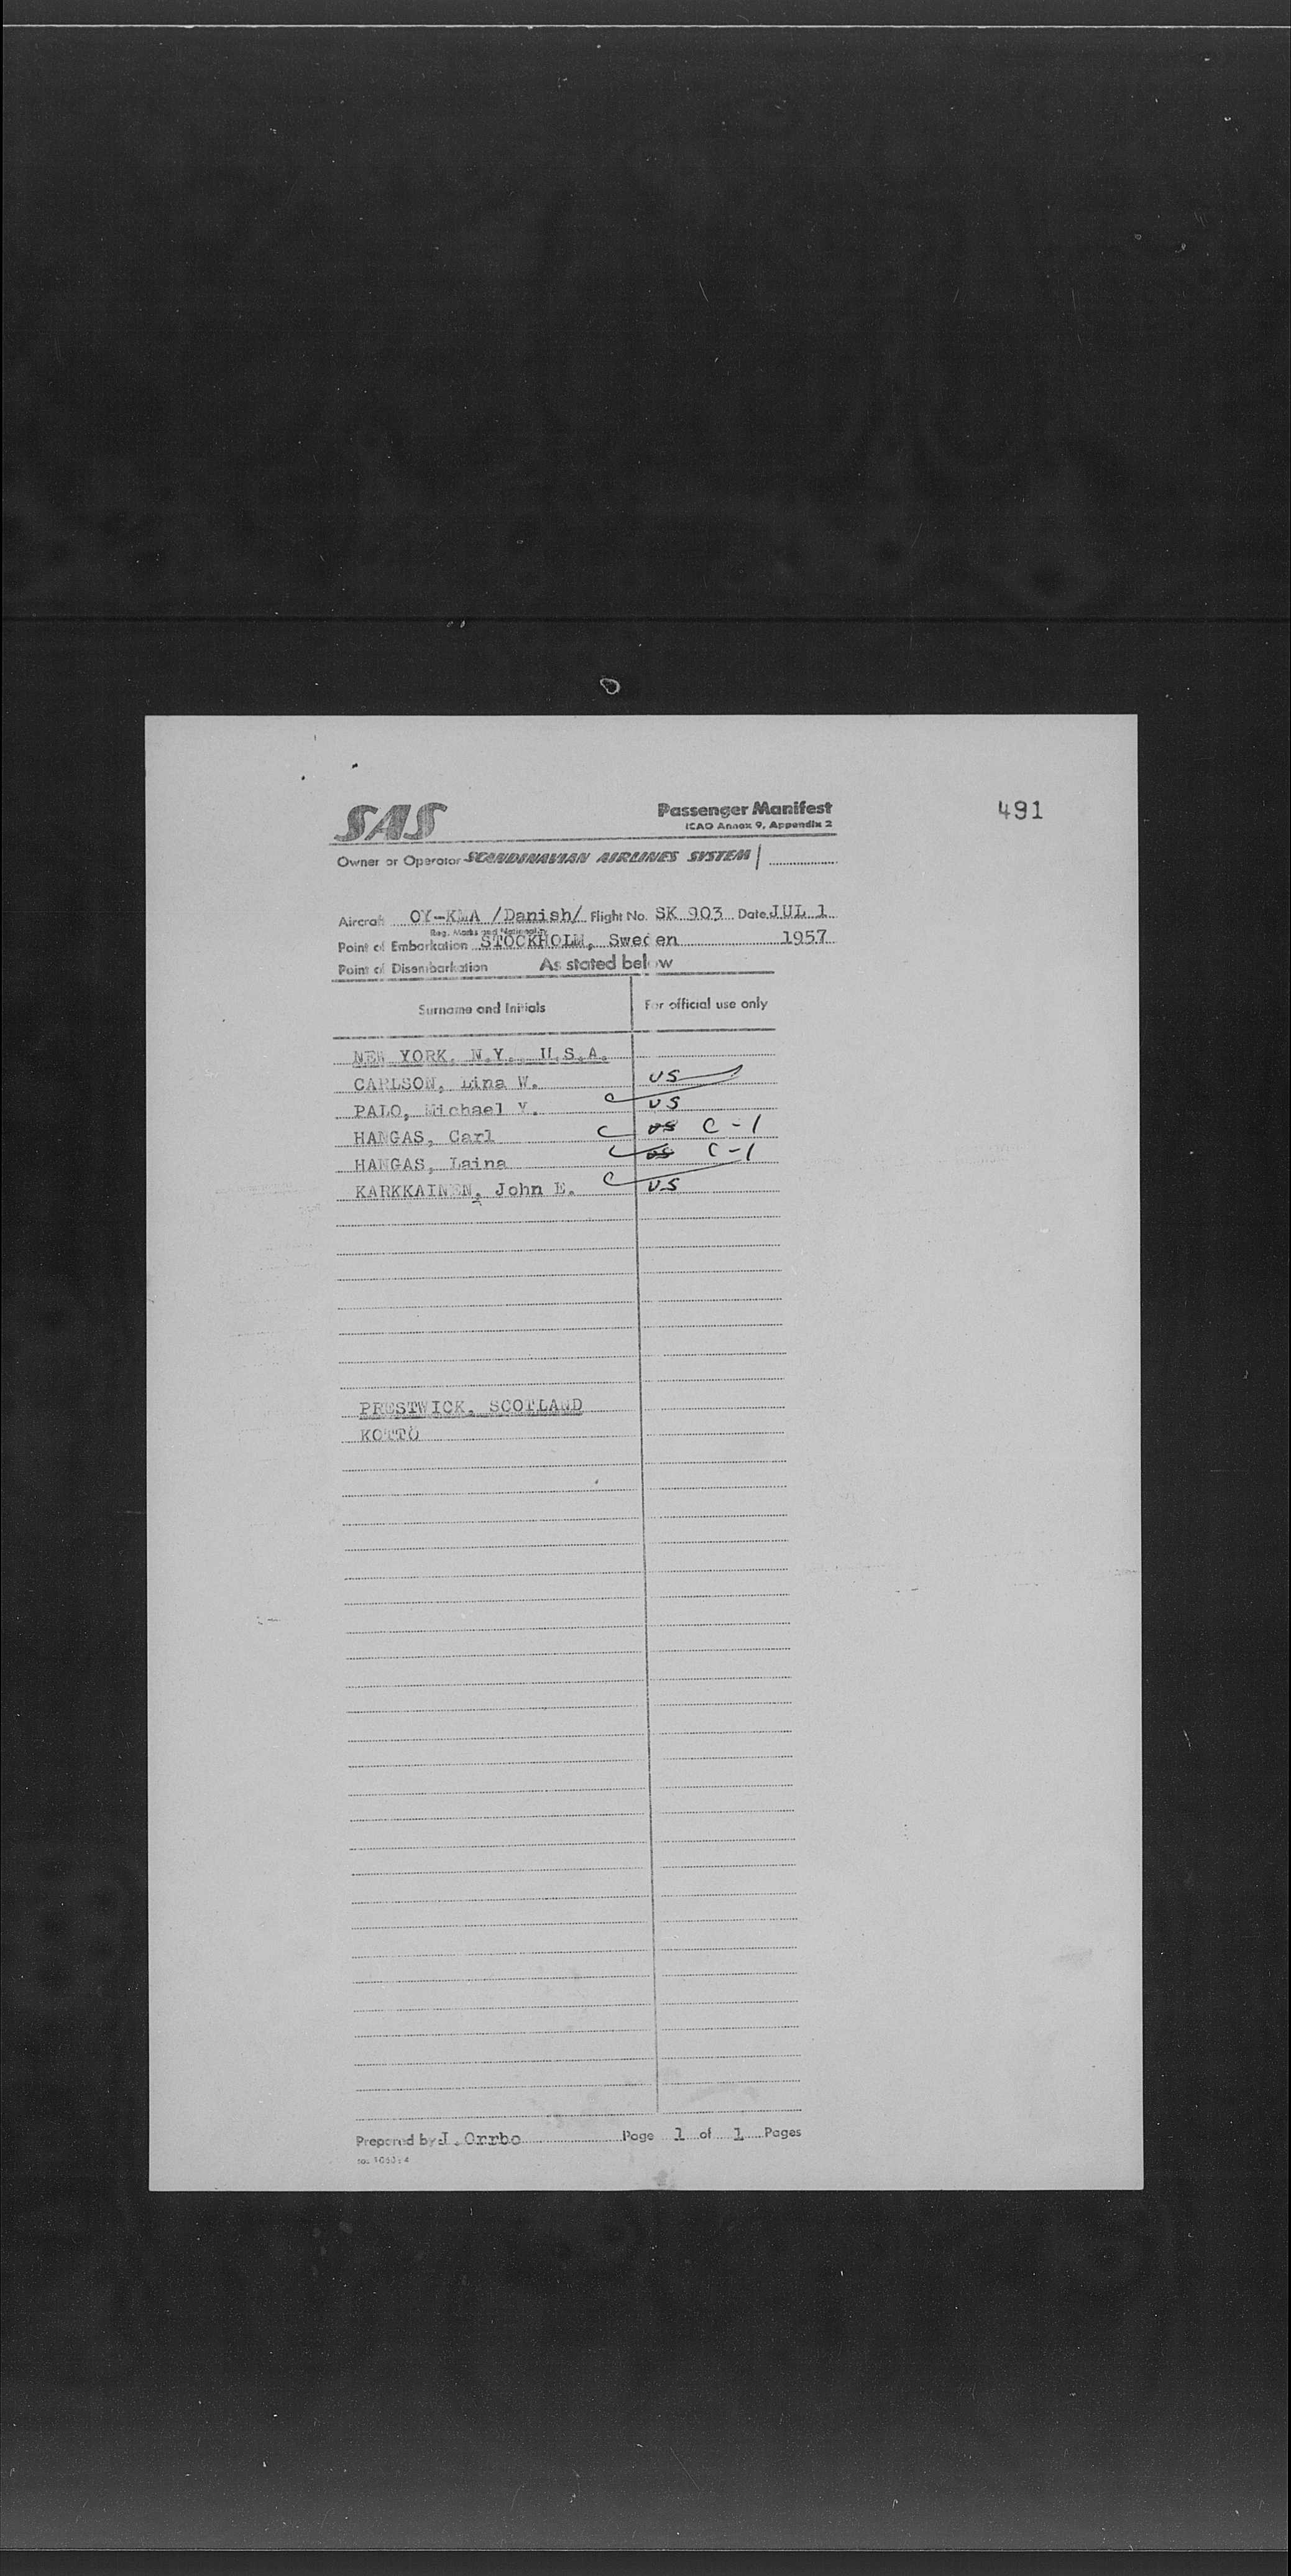 SAS
Passenger Manifest
ICAO Annex 9, Appendix 2
491
Owner or Operator SCANDINAVIAN AIRLINES SYSTEM
Aircraft OY-KMA /Danish/ Flight No. SK 903 Date JUL 1
Reg. Marks and Nationality
Point of Embarkation STOCKHOLM, Sweden 1957
Point of Disembarkation As stated below
Surname and Initials For official use only
NEW YORK, N.Y., U.S.A.
CARLSON, Lina W. US
PALO, Michael V. US
HANGAS, Carl US C-1
HANGAS, Laina US C-1
KARKKAINEN, John E. US
PRESTWICK, SCOTLAND
KOTTÖ
Prepared by J. Orrbo Page 1 of 1 Pages